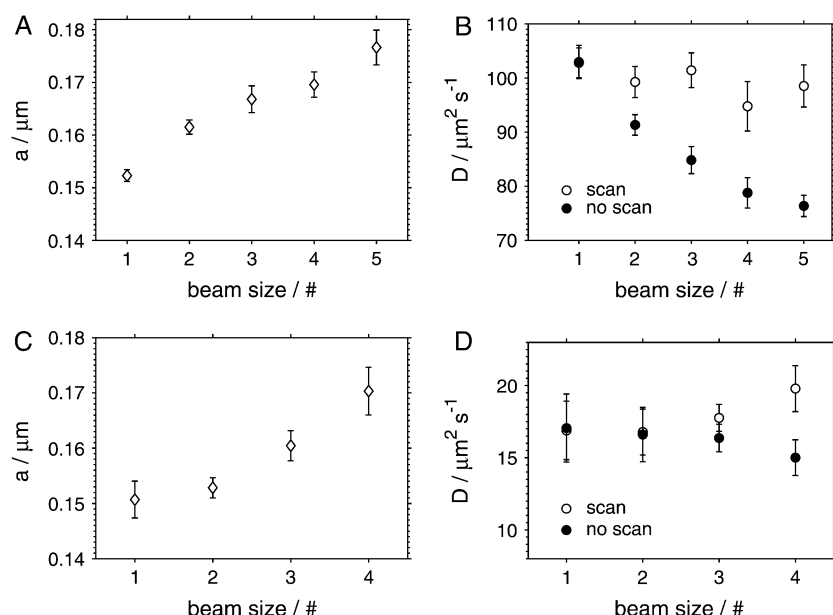 A
0.18
0.17
0.16
0.15
0.14
a / μm
1 2 3 4 5
beam size / #
B
110
100
90
80
70
D / μm² s⁻¹
scan
no scan
1 2 3 4 5
beam size / #
C
0.18
0.17
0.16
0.15
0.14
a / μm
1 2 3 4
beam size / #
D
20
15
10
D / μm² s⁻¹
scan
no scan
1 2 3 4
beam size / #